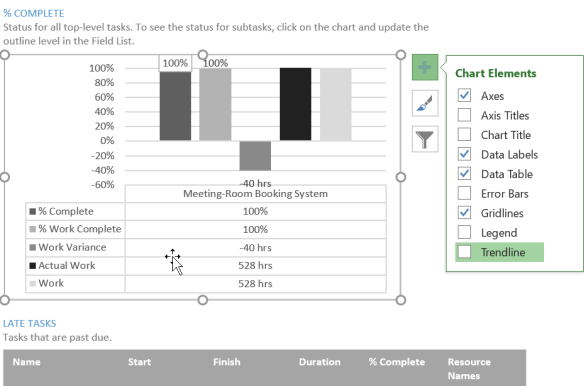 % COMPLETE
Status for all top-level tasks. To see the status for subtasks, click on the chart and update the
outline level in the Field List.
100% 100%
100%
80%
60%
40%
20%
0%
-20%
-40%
-60%
-40 hrs
Meeting-Room Booking System
% Complete 100%
% Work Complete 100%
Work Variance -40 hrs
Actual Work 528 hrs
Work 528 hrs
Chart Elements
Axes
Axis Titles
Chart Title
Data Labels
Data Table
Error Bars
Gridlines
Legend
Trendline
LATE TASKS
Tasks that are past due.
Name Start Finish Duration % Complete Resource
Names